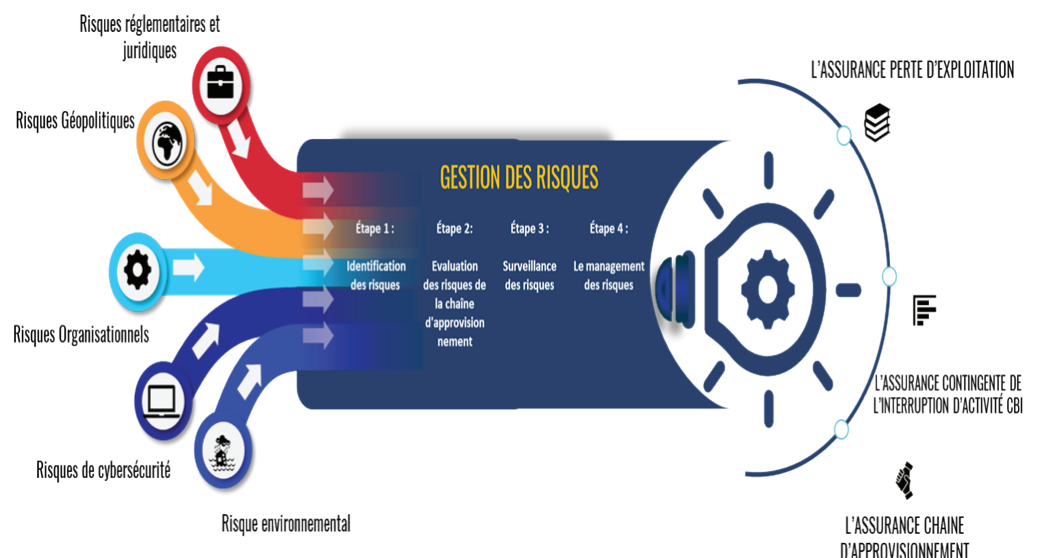 Risques réglementaires et
juridiques
Risques Géopolitiques
Risques Organisationnels
Risques de cybersécurité
Risque environnemental
GESTION DES RISQUES
Étape 1 :
Identification
des risques
Étape 2:
Evaluation
des risques de
la chaîne
d'approvision
nement
Étape 3 :
Surveillance
des risques
Étape 4 :
Le management
des risques
L'ASSURANCE PERTE D'EXPLOITATION
L'ASSURANCE CONTINGENTE DE
L'INTERRUPTION D'ACTIVITÉ CBI
L'ASSURANCE CHAINE
D'APPROVISIONNEMENT